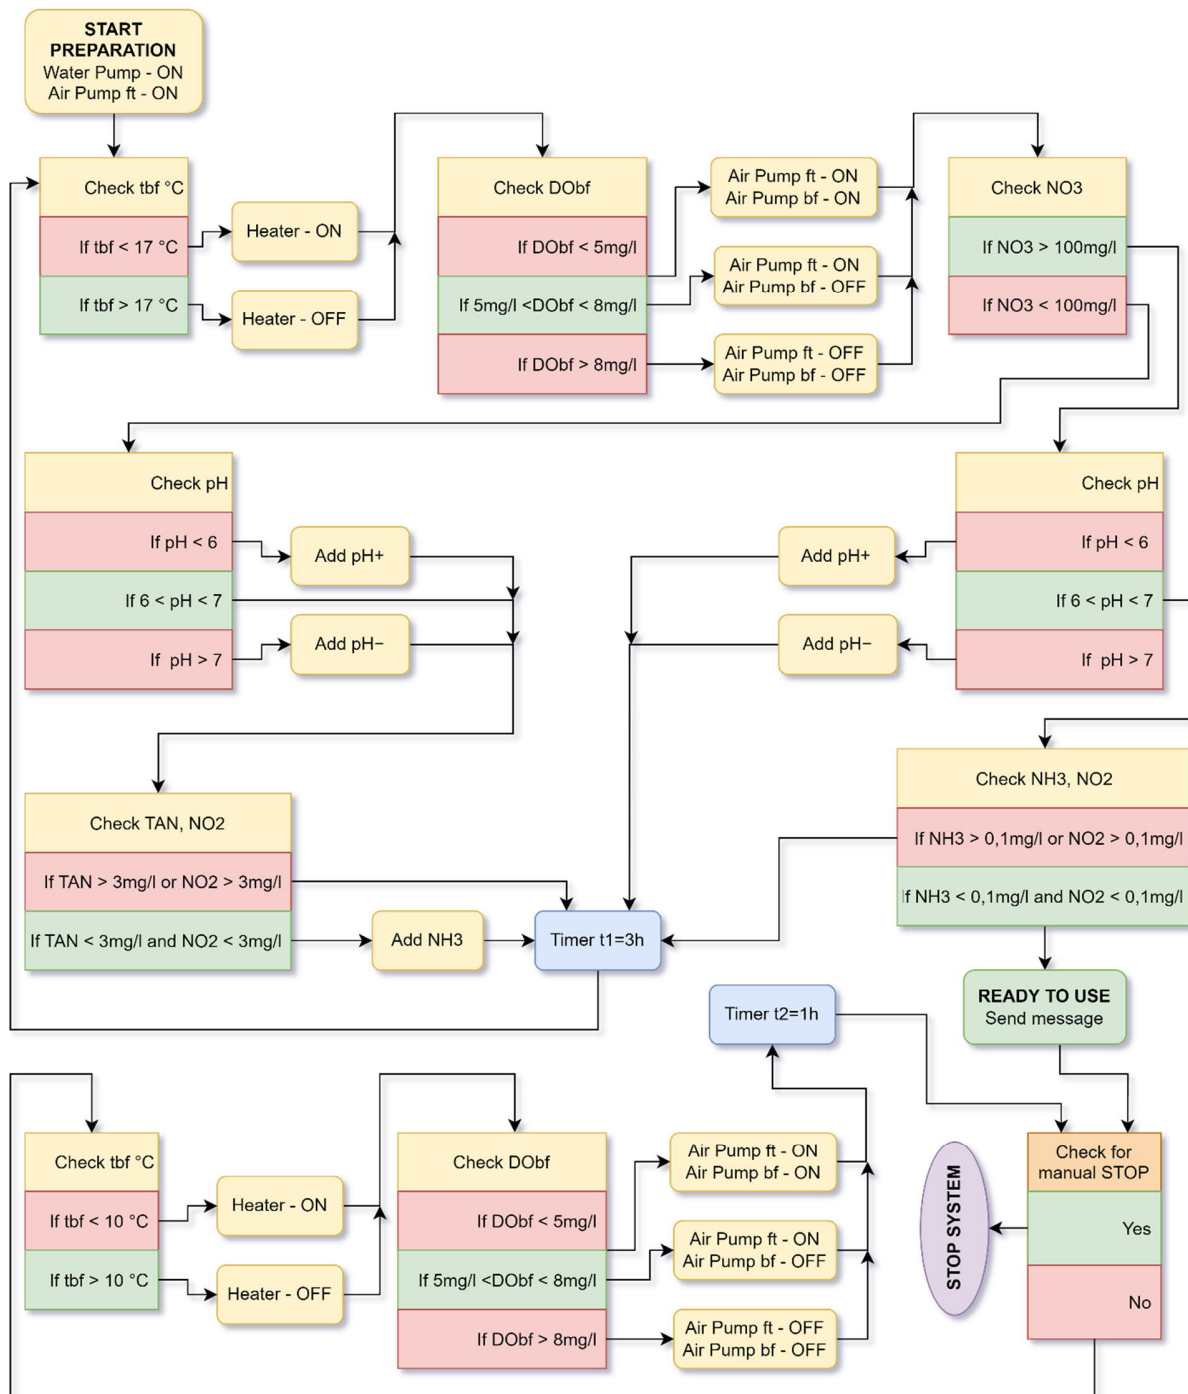 START
PREPARATION
Water Pump - ON
Air Pump ft - ON
Check tbf °C
If tbf < 17 °C
If tbf > 17 °C
Heater - ON
Heater - OFF
Check DObf
If DObf < 5mg/l
If 5mg/l <DObf < 8mg/l
If DObf > 8mg/l
Air Pump ft - ON
Air Pump bf - ON
Air Pump ft - ON
Air Pump bf - OFF
Air Pump ft - OFF
Air Pump bf - OFF
Check NO3
If NO3 > 100mg/l
If NO3 < 100mg/l
Check pH
If pH < 6
If 6 < pH < 7
If pH > 7
Add pH+
Add pH−
Add pH+
Add pH−
Check pH
If pH < 6
If 6 < pH < 7
If pH > 7
Check TAN, NO2
If TAN > 3mg/l or NO2 > 3mg/l
If TAN < 3mg/l and NO2 < 3mg/l
Add NH3
Timer t1=3h
Check NH3, NO2
If NH3 > 0,1mg/l or NO2 > 0,1mg/l
If NH3 < 0,1mg/l and NO2 < 0,1mg/l
READY TO USE
Send message
Timer t2=1h
Check tbf °C
If tbf < 10 °C
If tbf > 10 °C
Heater - ON
Heater - OFF
Check DObf
If DObf < 5mg/l
If 5mg/l <DObf < 8mg/l
If DObf > 8mg/l
Air Pump ft - ON
Air Pump bf - ON
Air Pump ft - ON
Air Pump bf - OFF
Air Pump ft - OFF
Air Pump bf - OFF
STOP SYSTEM
Check for
manual STOP
Yes
No